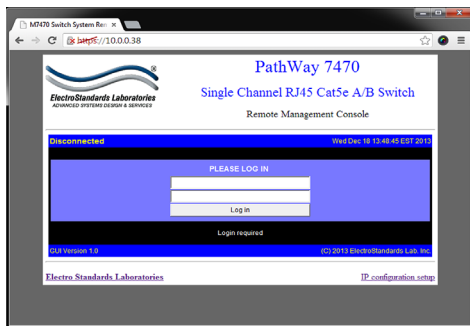 M7470 Switch System Rem
https://10.0.0.38
®
ElectroStandards Laboratories
ADVANCED SYSTEMS DESIGN & SERVICES
PathWay 7470
Single Channel RJ45 Cat5e A/B Switch
Remote Management Console
Disconnected
Wed Dec 18 13:48:45 EST 2013
PLEASE LOG IN
Log in
Login required
GUI Version 1.0
(C) 2013 ElectroStandards Lab, Inc.
Electro Standards Laboratories
IP configuration setup